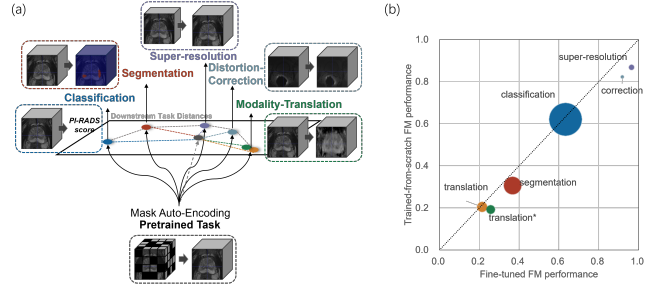 (a)
Super-resolution
Segmentation
Distortion-
Correction
Classification
Modality-Translation
PI-RADS
score
Downstream Task Distances
Mask Auto-Encoding
Pretrained Task
(b)
Trained-from-scratch FM performance
1.0
0.8
0.6
0.4
0.2
0.0
super-resolution
correction
classification
segmentation
translation
translation*
0.0
0.2
0.4
0.6
0.8
1.0
Fine-tuned FM performance